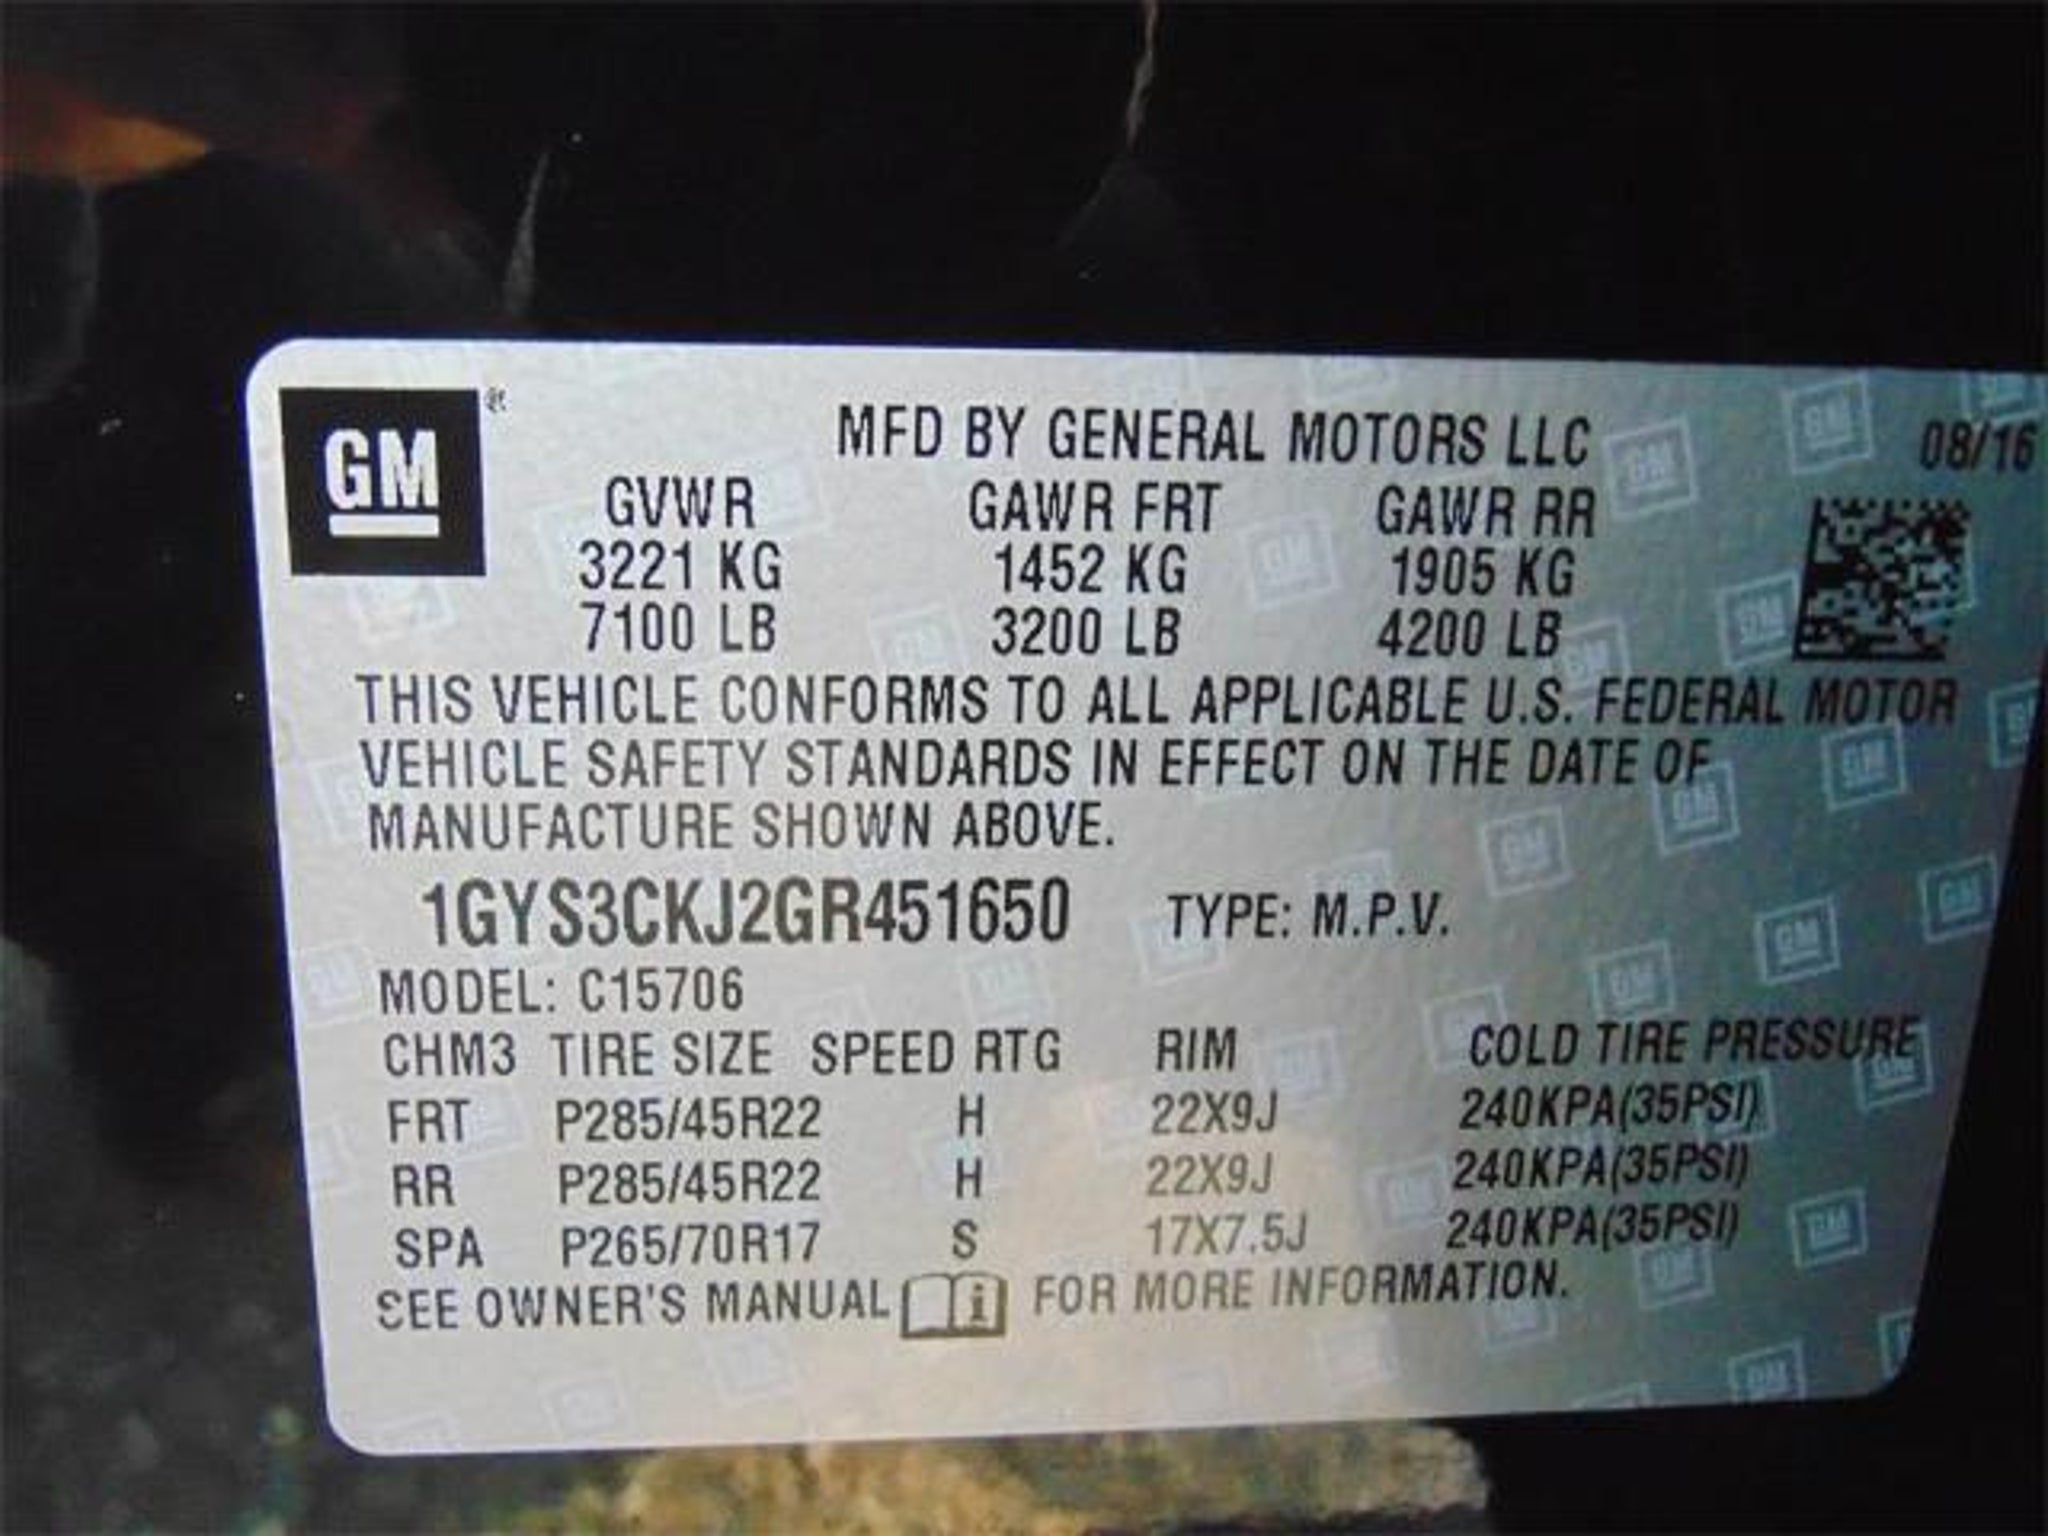 GM®
MFD BY GENERAL MOTORS LLC 08/16
GVWR GAWR FRT GAWR RR
3221 KG 1452 KG 1905 KG
7100 LB 3200 LB 4200 LB
THIS VEHICLE CONFORMS TO ALL APPLICABLE U.S. FEDERAL MOTOR
VEHICLE SAFETY STANDARDS IN EFFECT ON THE DATE OF
MANUFACTURE SHOWN ABOVE.
1GYS3CKJ2GR451650 TYPE: M.P.V.
MODEL: C15706
CHM3 TIRE SIZE SPEED RTG RIM COLD TIRE PRESSURE
FRT P285/45R22 H 22X9J 240KPA(35PSI)
RR P285/45R22 H 22X9J 240KPA(35PSI)
SPA P265/70R17 S 17X7.5J 240KPA(35PSI)
SEE OWNER'S MANUAL i FOR MORE INFORMATION.